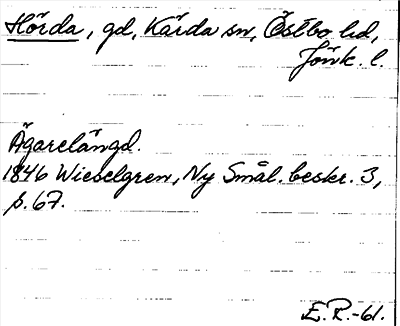 Hörda, gd, Kärda sn, Östbo hd,
Jönk. l.
Ägarelängd.
1846 Wieselgren, Ny Smål. beskr. 3,
p. 67.
E. R. -61.